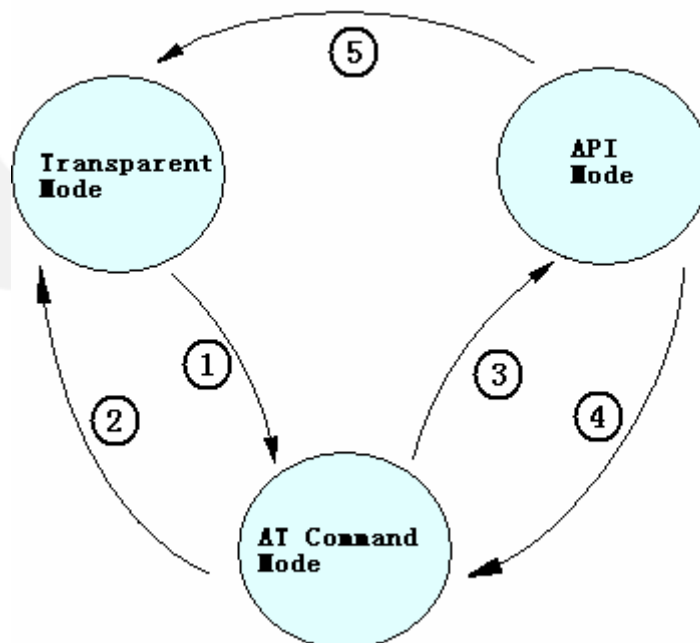 ⑤
Transparent
Mode
API
Mode
①
③
②
④
AT Command
Mode